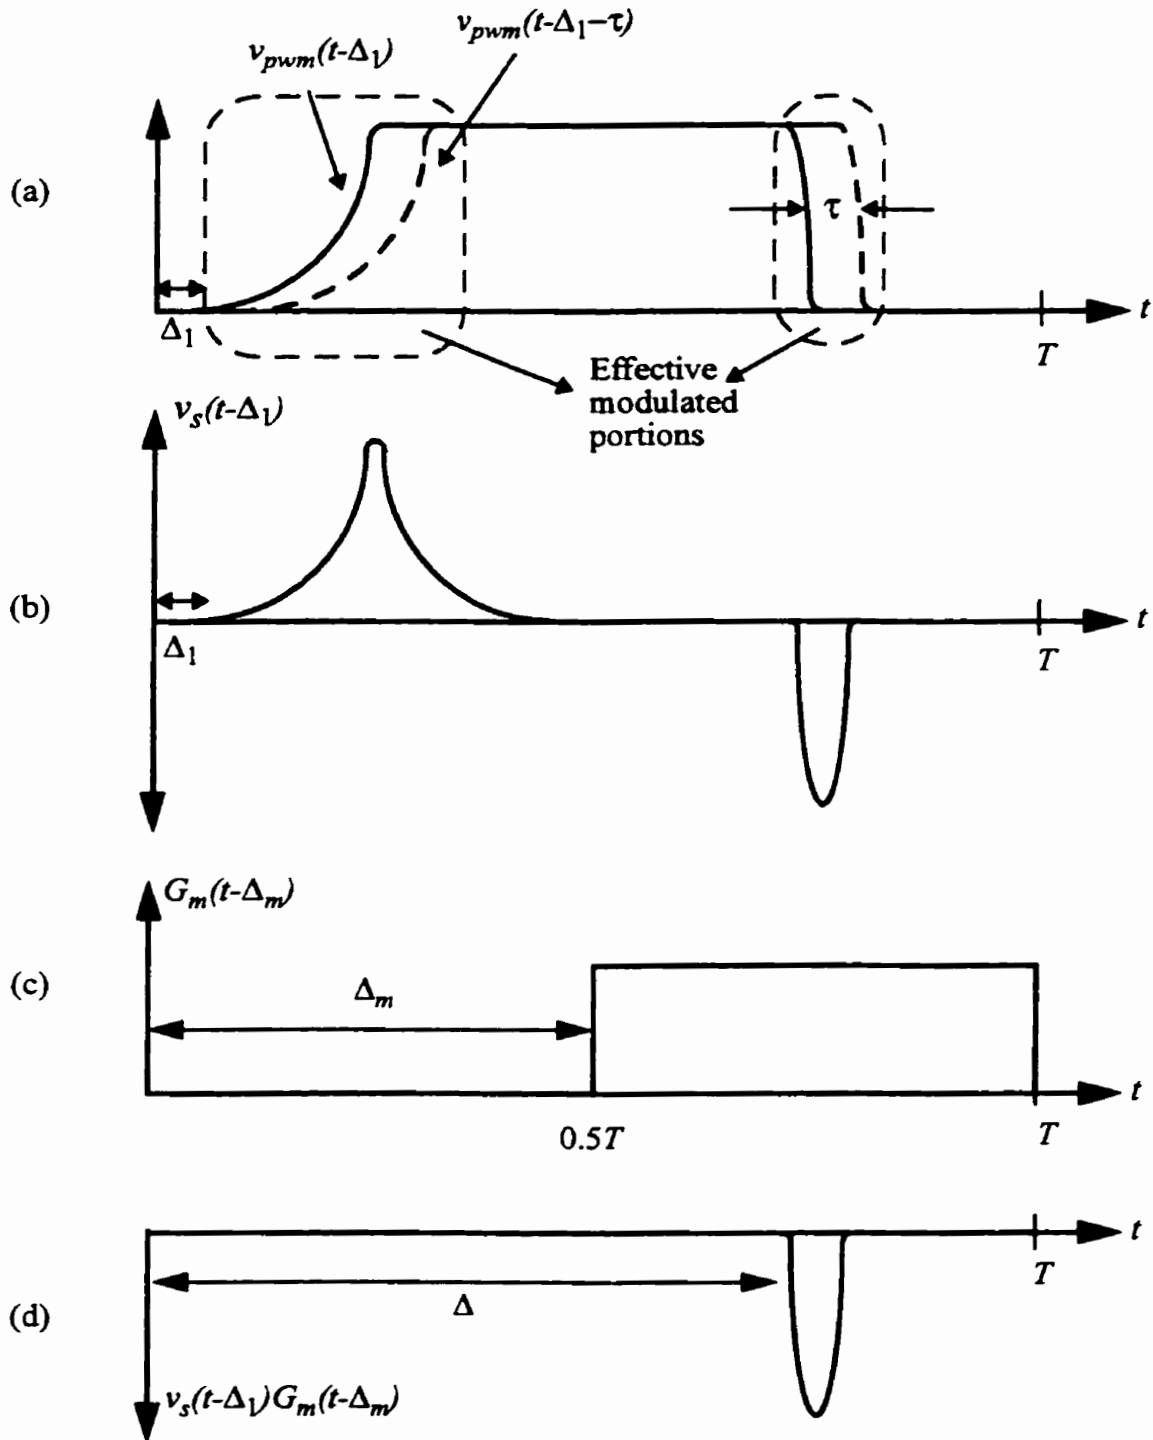 v_pwm(t-Δ_1)
v_pwm(t-Δ_1-τ)
(a)
τ
Δ_1
t
T
Effective
modulated
portions
v_s(t-Δ_1)
(b)
Δ_1
t
T
G_m(t-Δ_m)
(c)
Δ_m
t
0.5T
T
t
T
(d)
Δ
v_s(t-Δ_1)G_m(t-Δ_m)